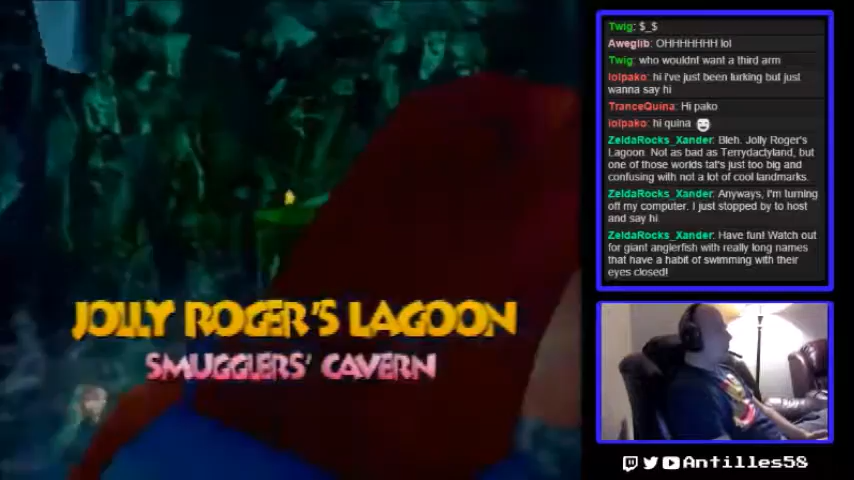 JOLLY ROGER'S LAGOON
SMUGGLERS' CAVERN
Twig: $_$
Aweglib: OHHHHHHH lol
Twig: who wouldnt want a third arm
lolpako: hi i've just been lurking but just
wanna say hi
TranceQuina: Hi pako
lolpako: hi quina
ZeldaRocks_Xander: Bleh. Jolly Roger's
Lagoon. Not as bad as Terrydactyland, but
one of those worlds tat's just too big and
confusing with not a lot of cool landmarks.
ZeldaRocks_Xander: Anyways, I'm turning
off my computer. I just stopped by to host
and say hi.
ZeldaRocks_Xander: Have fun! Watch out
for giant anglerfish with really long names
that have a habit of swimming with their
eyes closed!
Antilles58